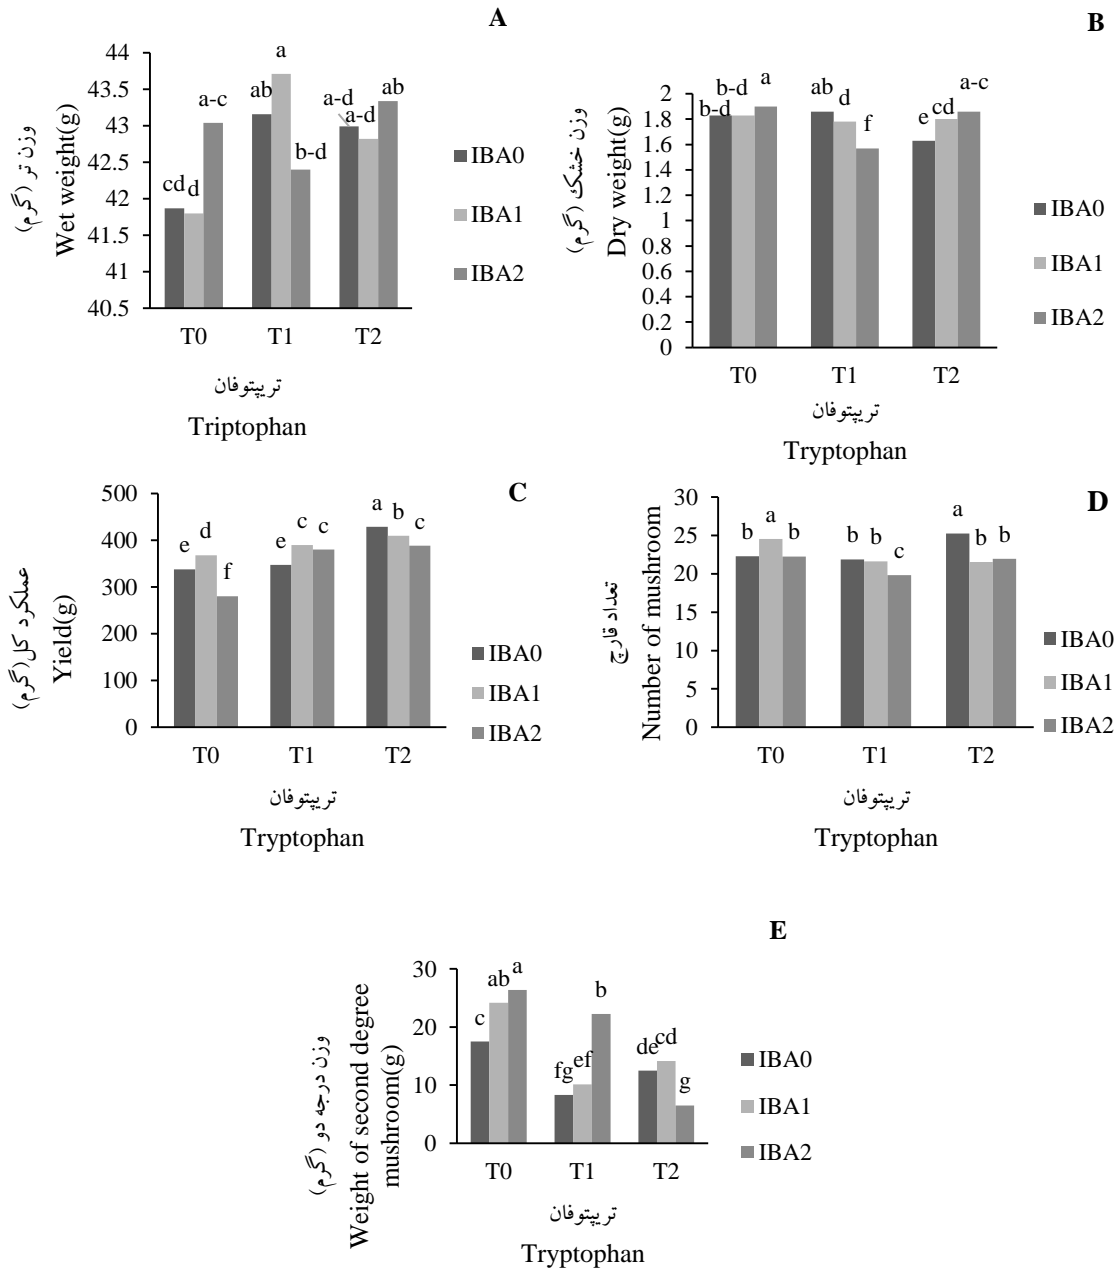 A
44
43.5
43
42.5
42
41.5
41
40.5
وزن تر (گرم)
Wet weight(g)
cd d a-c
ab a b-d
a-d a-d ab
T0 T1 T2
تریپتوفان
Triptophan
IBA0
IBA1
IBA2
B
2
1.8
1.6
1.4
1.2
1
0.8
0.6
0.4
0.2
0
وزن خشک (گرم)
Dry weight(g)
b-d b-d a
ab d f
e cd a-c
T0 T1 T2
تریپتوفان
Tryptophan
IBA0
IBA1
IBA2
C
500
400
300
200
100
0
عملکرد کل(گرم)
Yield(g)
e d f
e c c
a b c
T0 T1 T2
تریپتوفان
Tryptophan
IBA0
IBA1
IBA2
D
30
25
20
15
10
5
0
تعداد قارچ
Number of mushroom
b a b
b b c
a b b
T0 T1 T2
تریپتوفان
Tryptophan
IBA0
IBA1
IBA2
E
30
20
10
0
وزن درجه دو (گرم)
Weight of second degree
mushroom(g)
c ab a
fg ef b
de cd g
T0 T1 T2
تریپتوفان
Tryptophan
IBA0
IBA1
IBA2